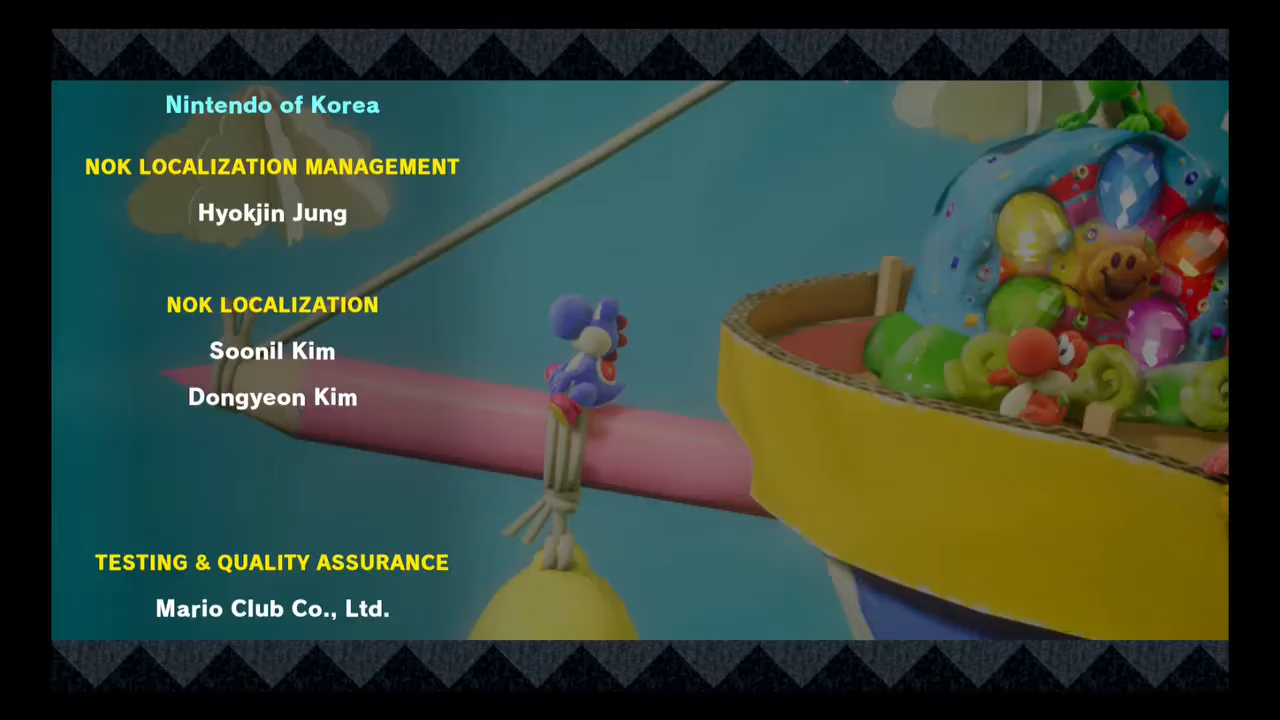 Nintendo of Korea
NOK LOCALIZATION MANAGEMENT
Hyokjin Jung
NOK LOCALIZATION
Soonil Kim
Dongyeon Kim
TESTING & QUALITY ASSURANCE
Mario Club Co., Ltd.